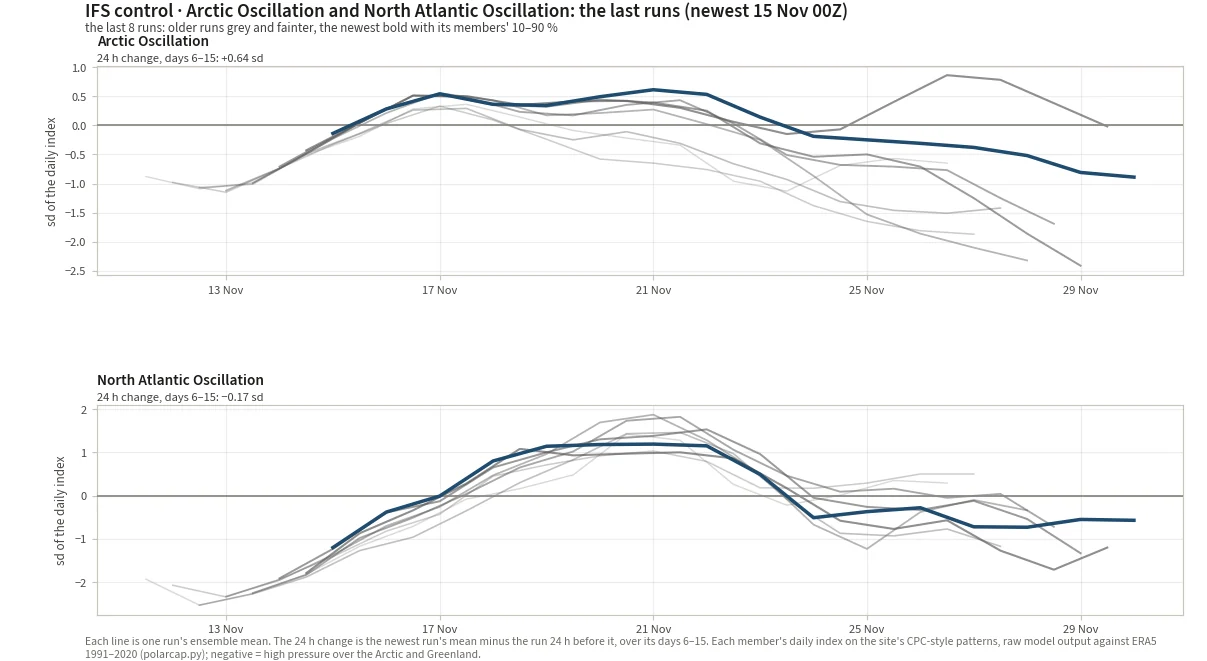 IFS control · Arctic Oscillation and North Atlantic Oscillation: the last runs (newest 15 Nov 00Z)
the last 8 runs: older runs grey and fainter, the newest bold with its members' 10–90 %
Arctic Oscillation
24 h change, days 6–15: +0.64 sd
sd of the daily index
1.0
0.5
0.0
−0.5
−1.0
−1.5
−2.0
−2.5
13 Nov
17 Nov
21 Nov
25 Nov
29 Nov
North Atlantic Oscillation
24 h change, days 6–15: −0.17 sd
sd of the daily index
2
1
0
−1
−2
13 Nov
17 Nov
21 Nov
25 Nov
29 Nov
Each line is one run's ensemble mean. The 24 h change is the newest run's mean minus the run 24 h before it, over its days 6–15. Each member's daily index on the site's CPC-style patterns, raw model output against ERA5
1991–2020 (polarcap.py); negative = high pressure over the Arctic and Greenland.